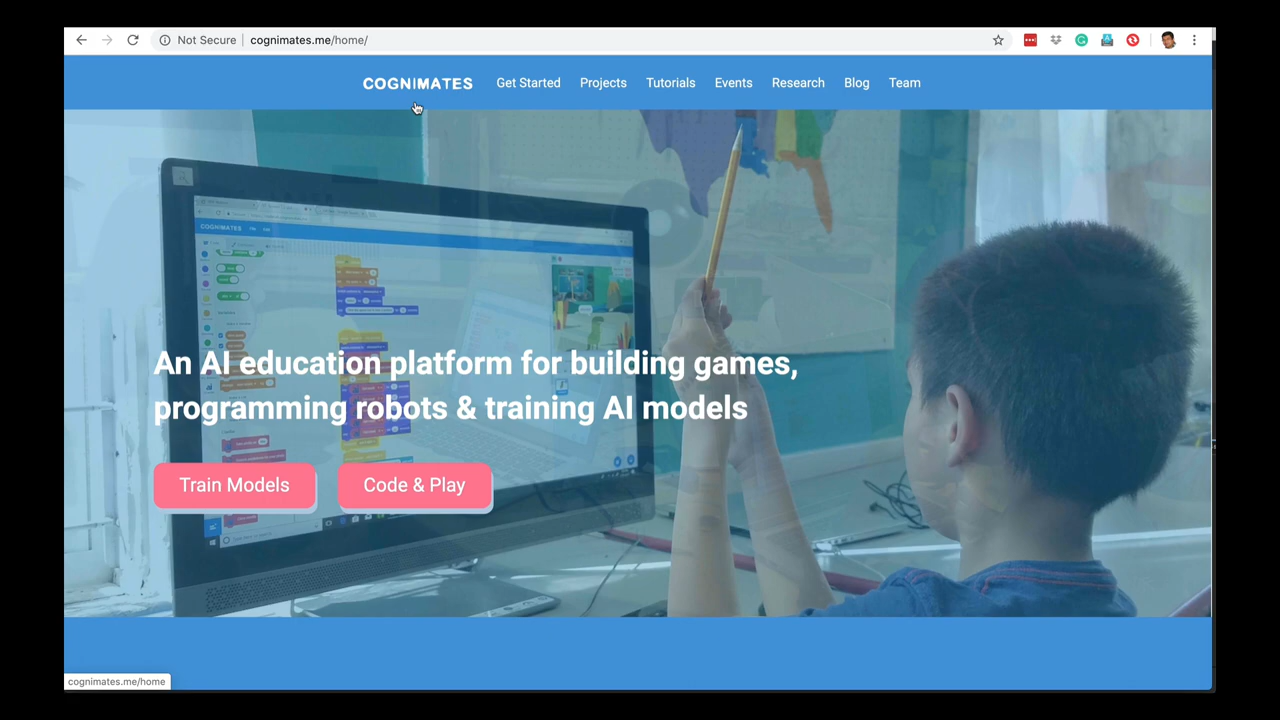 Not Secure cognimates.me/home/
COGNIMATES Get Started Projects Tutorials Events Research Blog Team
COGNIMATES
An AI education platform for building games,
programming robots & training AI models
Train Models Code & Play
cognimates.me/home